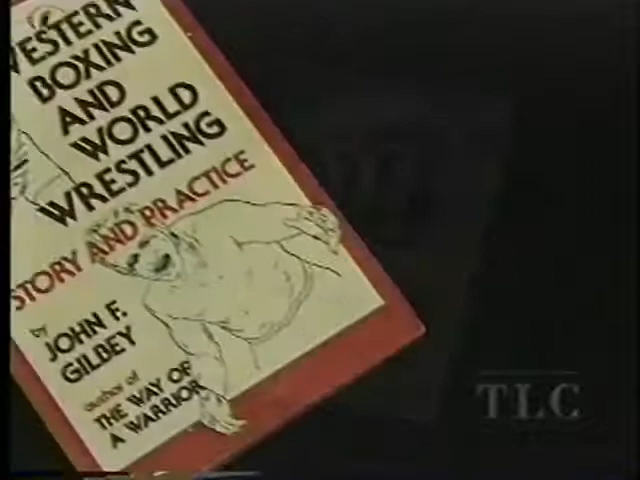 WESTERN
BOXING
AND
WORLD
WRESTLING
STORY AND PRACTICE
by
JOHN F.
GILBEY
author of
THE WAY OF
A WARRIOR
TLC